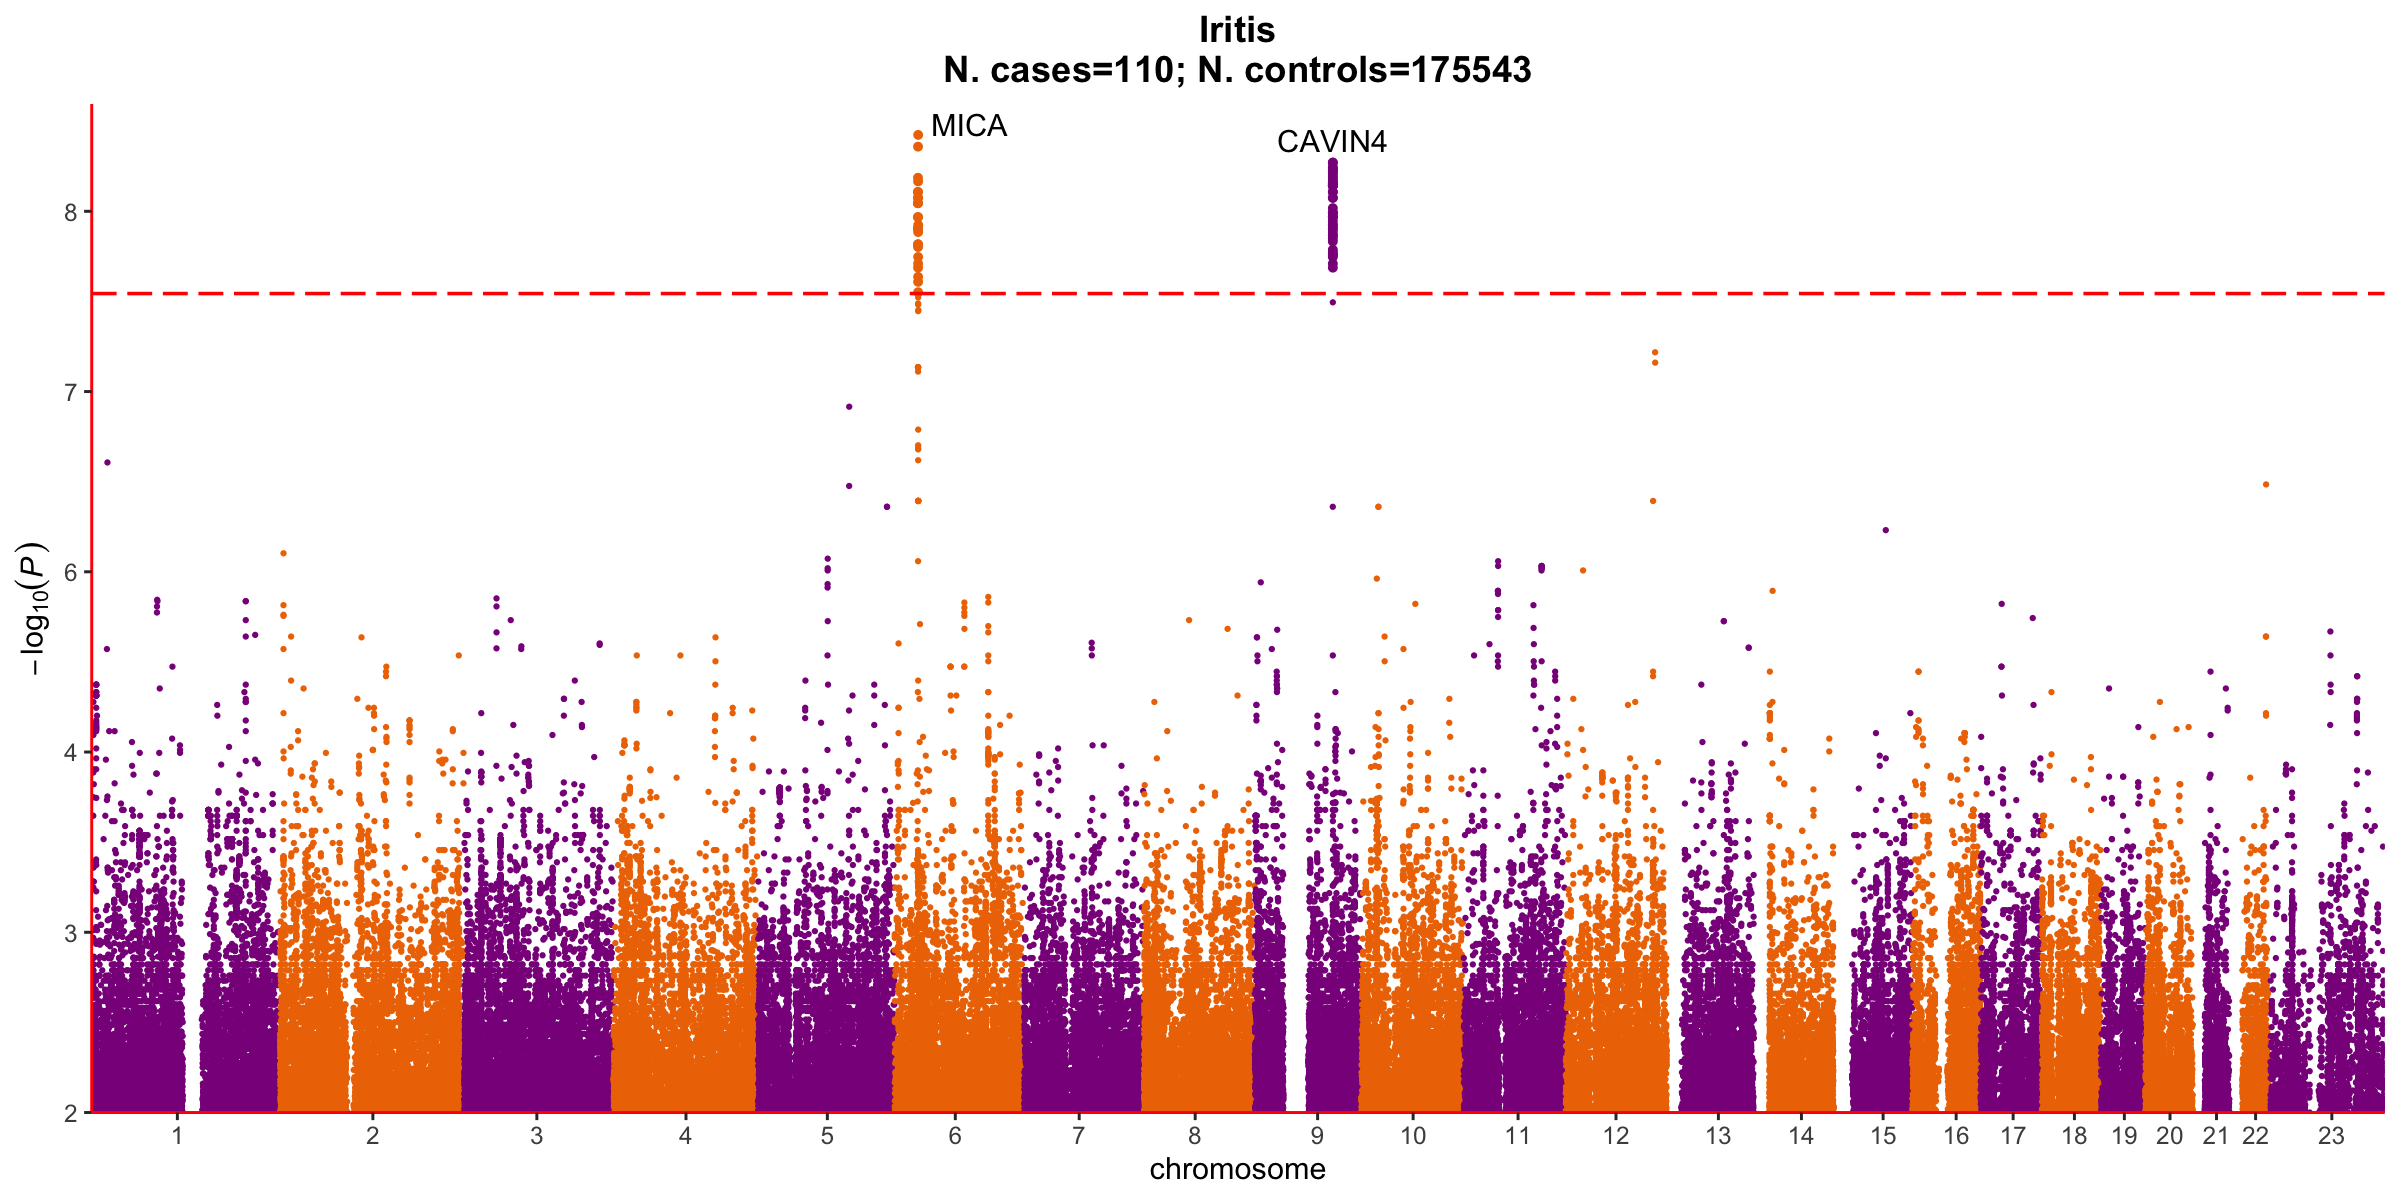 Iritis
N. cases=110; N. controls=175543
MICA
CAVIN4
8
7
6
4
3
2
−log10(P)
1 2 3 4 5 6 7 8 9 10 11 12 13 14 15 16 17 18 19 20 21 22 23
chromosome